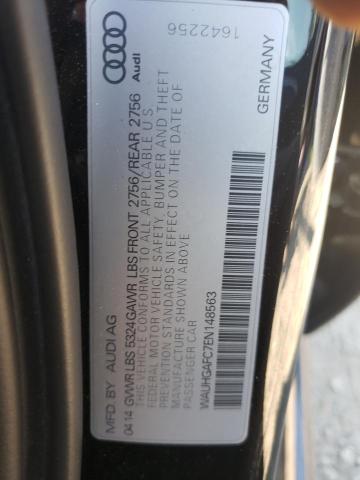 Audi
1642256
MFD BY AUDI AG
04 14 GVWR LBS 5324 GAWR LBS FRONT 2756/REAR 2756
THIS VEHICLE CONFORMS TO ALL APPLICABLE U S
FEDERAL MOTOR VEHICLE SAFETY, BUMPER AND THEFT
PREVENTION STANDARDS IN EFFECT ON THE DATE OF
MANUFACTURE SHOWN ABOVE
PASSENGER CAR
WAUHGAFC7EN148563
GERMANY